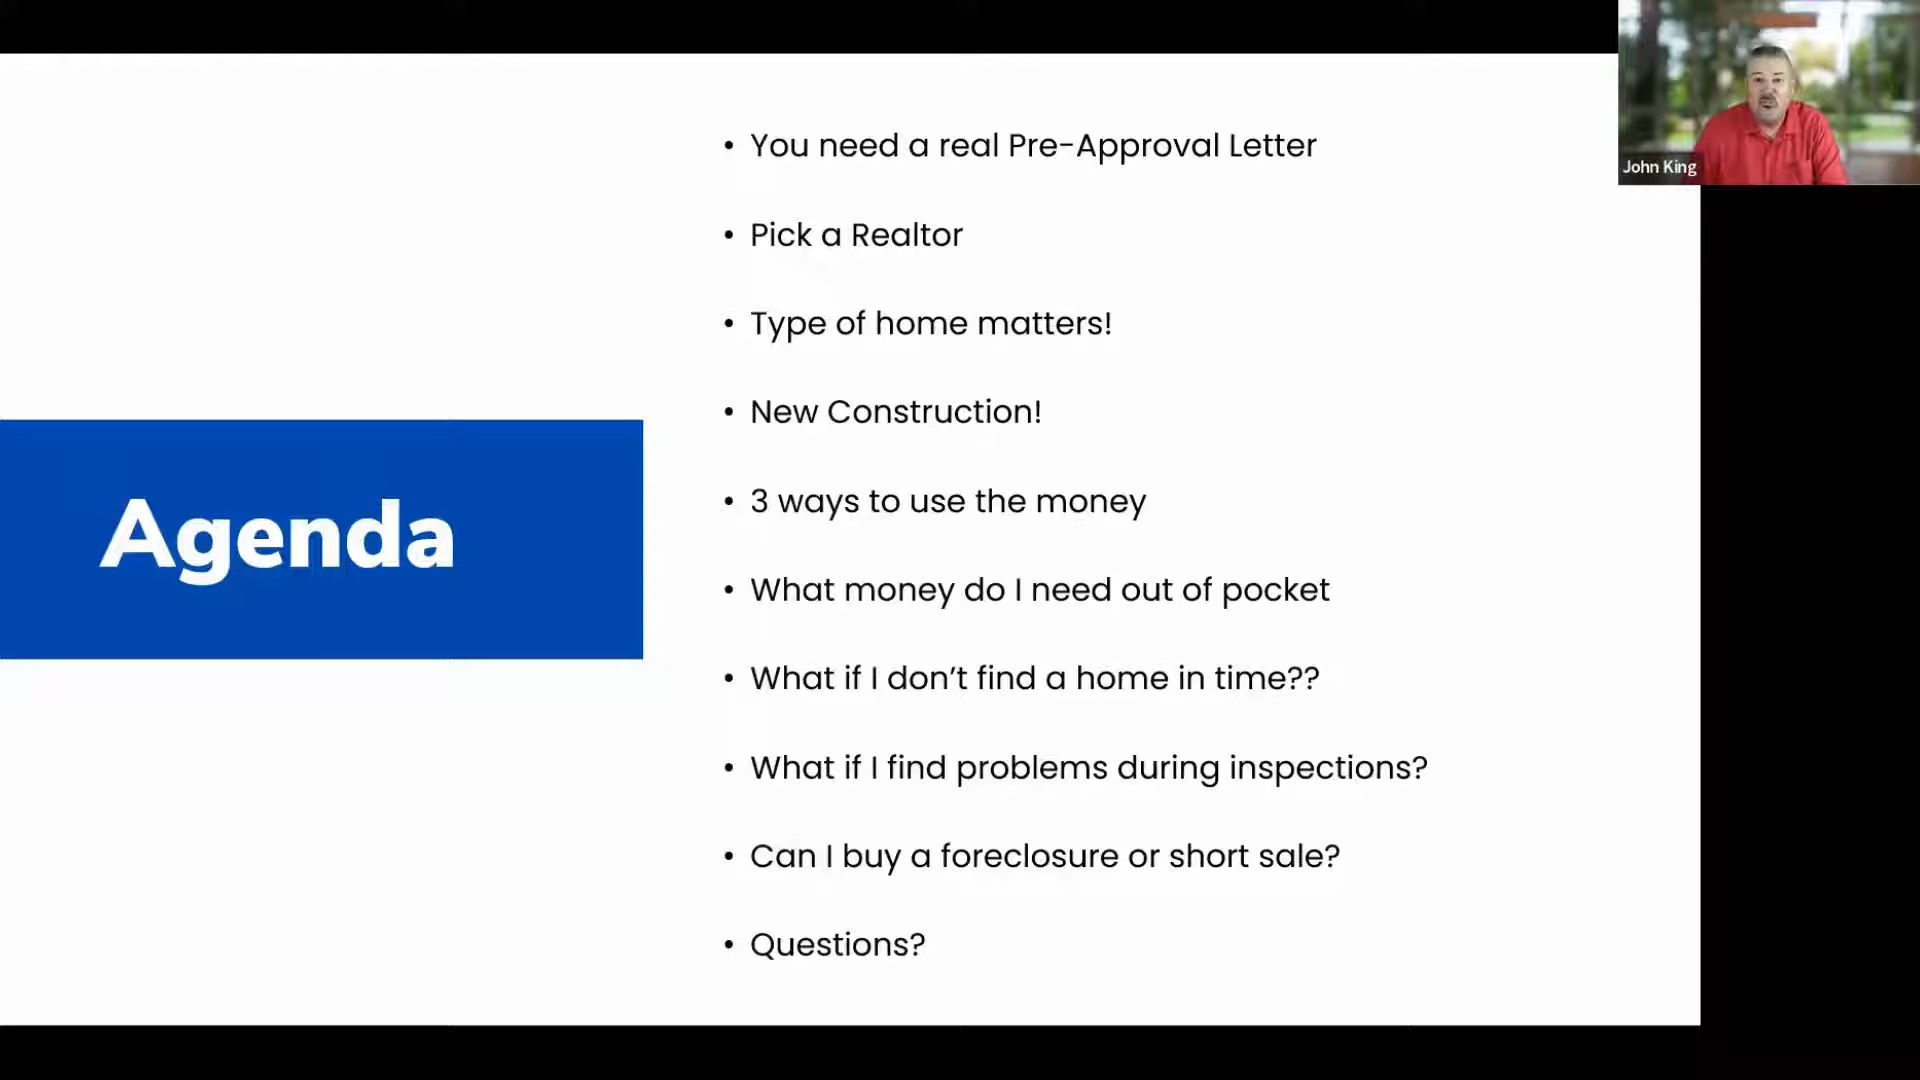 Agenda
• You need a real Pre-Approval Letter
• Pick a Realtor
• Type of home matters!
• New Construction!
• 3 ways to use the money
• What money do I need out of pocket
• What if I don’t find a home in time??
• What if I find problems during inspections?
• Can I buy a foreclosure or short sale?
• Questions?
John King